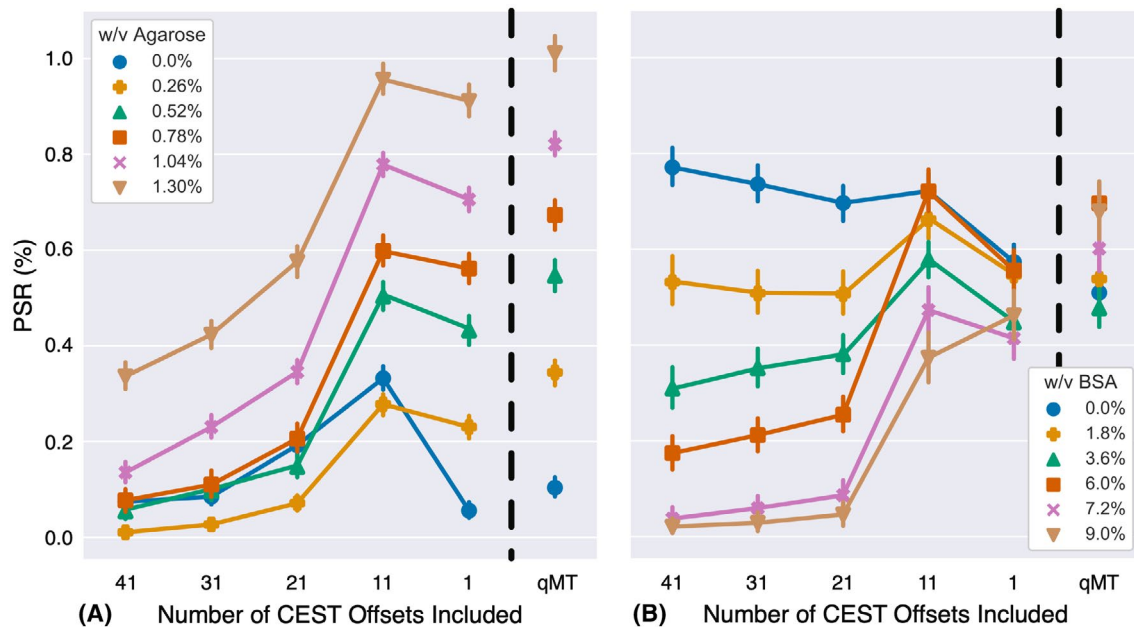 w/v Agarose
0.0%
0.26%
0.52%
0.78%
1.04%
1.30%
1.0
0.8
0.6
0.4
0.2
0.0
PSR (%)
41 31 21 11 1 qMT
(A) Number of CEST Offsets Included
w/v BSA
0.0%
1.8%
3.6%
6.0%
7.2%
9.0%
41 31 21 11 1 qMT
(B) Number of CEST Offsets Included